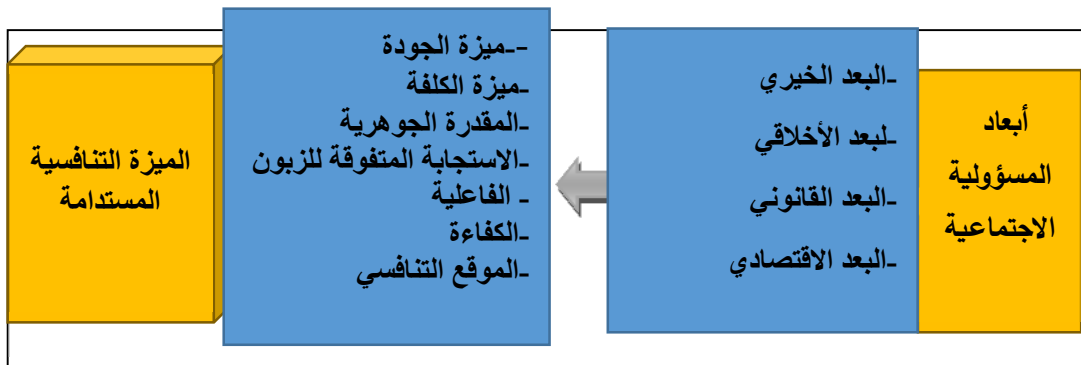 أبعاد
المسؤولية
الاجتماعية
-البعد الخيري
-لبعد الأخلاقي
-البعد القانوني
-البعد الاقتصادي
--ميزة الجودة
-ميزة الكلفة
-المقدرة الجوهرية
-الاستجابة المتفوقة للزبون
- الفاعلية
-الكفاءة
-الموقع التنافسي
الميزة التنافسية
المستدامة